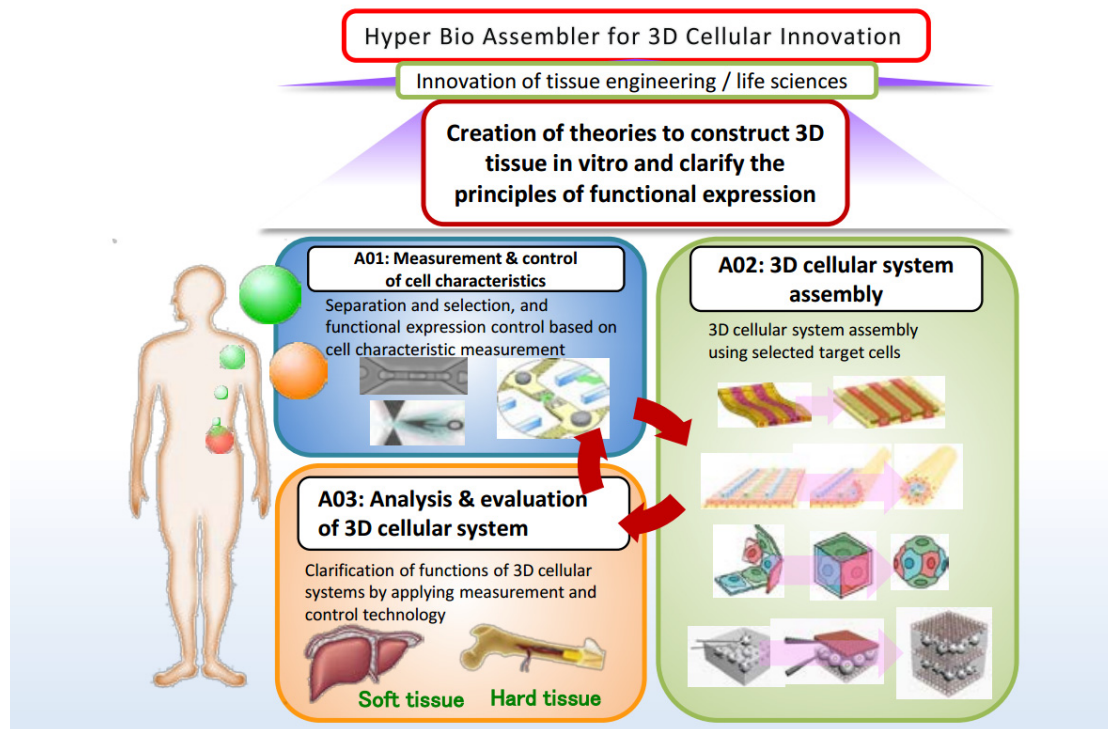 Hyper Bio Assembler for 3D Cellular Innovation
Innovation of tissue engineering / life sciences
Creation of theories to construct 3D
tissue in vitro and clarify the
principles of functional expression
A01: Measurement & control
of cell characteristics
Separation and selection, and
functional expression control based on
cell characteristic measurement
A02: 3D cellular system
assembly
3D cellular system assembly
using selected target cells
A03: Analysis & evaluation
of 3D cellular system
Clarification of functions of 3D cellular
systems by applying measurement and
control technology
Soft tissue
Hard tissue